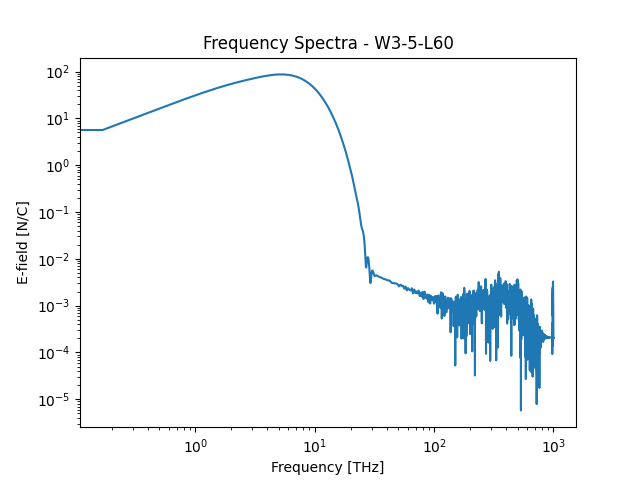 Frequency Spectra - W3-5-L60
E-field [N/C]
10²
10¹
10⁰
10⁻¹
10⁻²
10⁻³
10⁻⁴
10⁻⁵
10⁰ 10¹ 10² 10³
Frequency [THz]